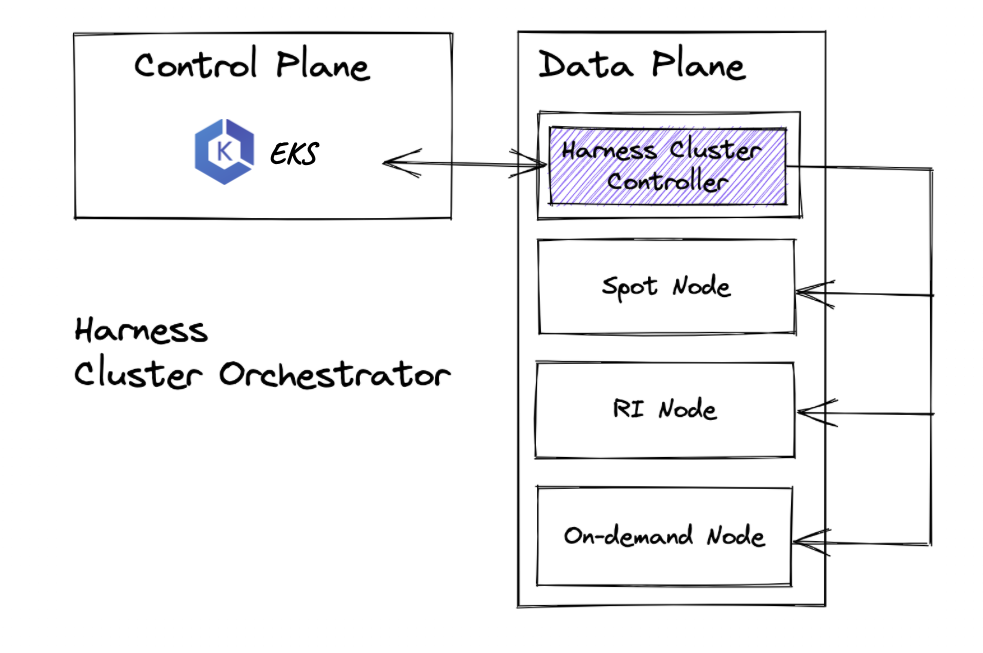 Control Plane
K
EKS
Data Plane
Harness Cluster
Controller
Spot Node
RI Node
On-demand Node
Harness
Cluster Orchestrator